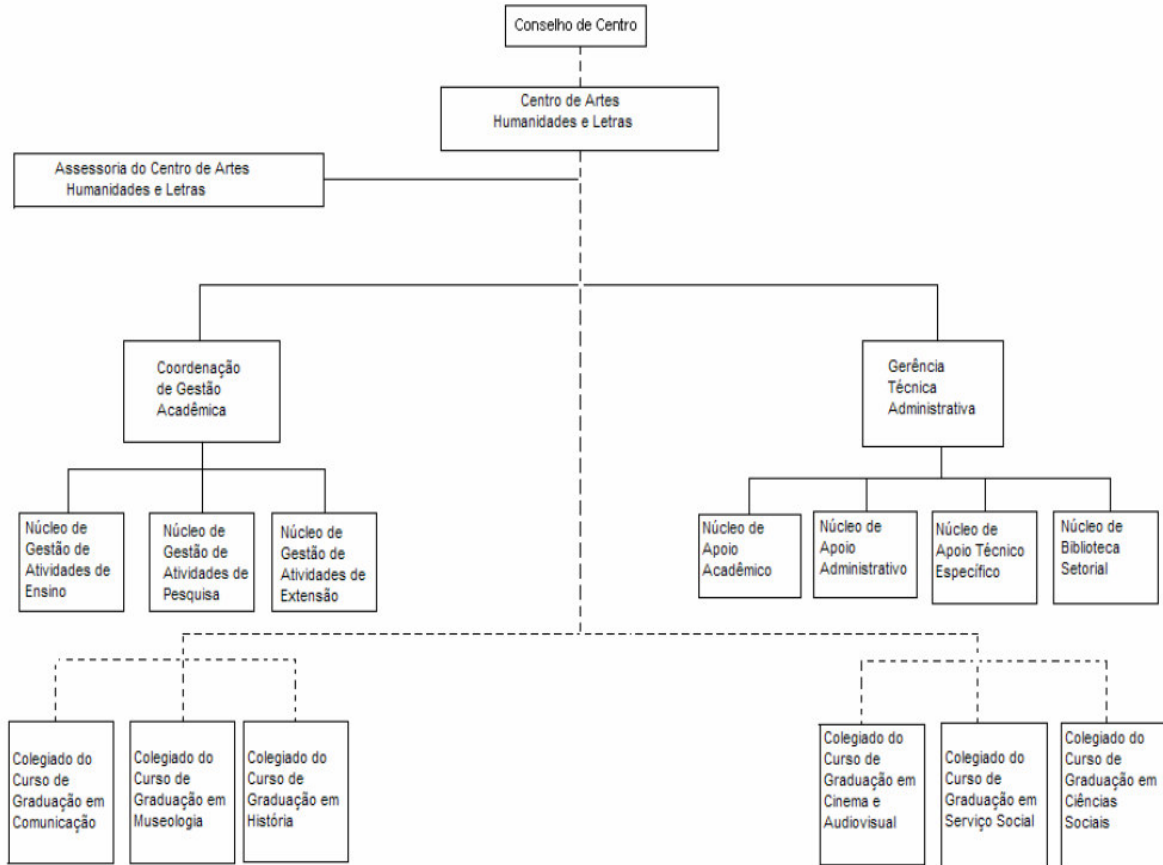 Conselho de Centro
Centro de Artes
Humanidades e Letras
Assessoria do Centro de Artes
Humanidades e Letras
Coordenação
de Gestão
Acadêmica
Gerência
Técnica
Administrativa
Núcleo de
Gestão de
Atividades de
Ensino
Núcleo de
Gestão de
Atividades de
Pesquisa
Núcleo de
Gestão de
Atividades de
Extensão
Núcleo de
Apoio
Acadêmico
Núcleo de
Apoio
Administrativo
Núcleo de
Apoio Técnico
Específico
Núcleo de
Biblioteca
Setorial
Colegiado do
Curso de
Graduação em
Comunicação
Colegiado do
Curso de
Graduação em
Museologia
Colegiado do
Curso de
Graduação em
História
Colegiado do
Curso de
Graduação em
Cinema e
Audiovisual
Colegiado do
Curso de
Graduação em
Serviço Social
Colegiado do
Curso de
Graduação em
Ciências
Sociais